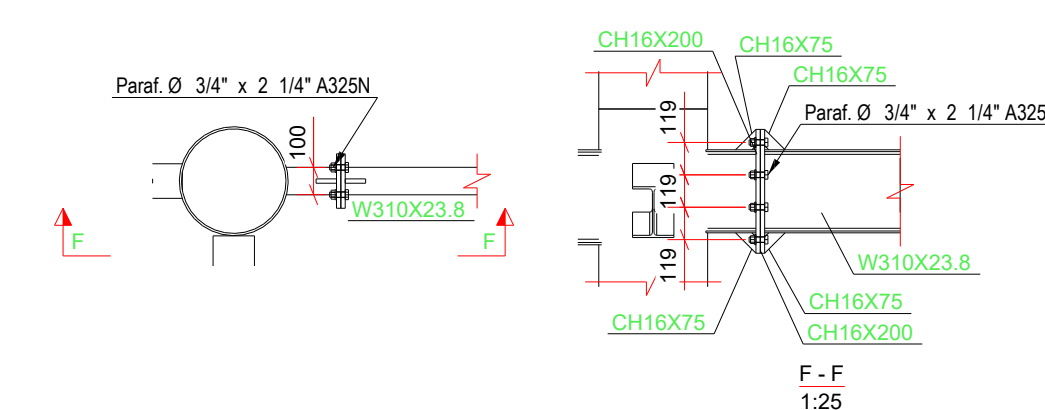 Paraf. Ø 3/4" x 2 1/4" A325N
100
W310X23.8
F
F
CH16X200
CH16X75
CH16X75
Paraf. Ø 3/4" x 2 1/4" A325
119
119
119
W310X23.8
CH16X75
CH16X75
CH16X200
F - F
1:25